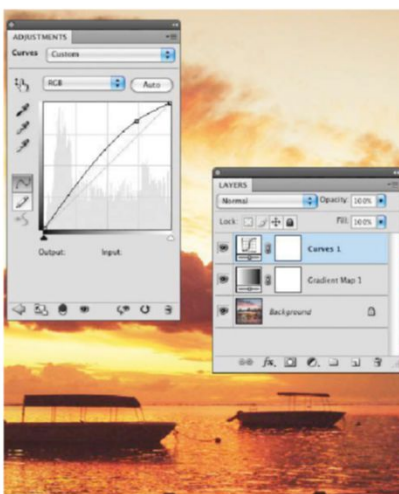 ADJUSTMENTS
Curves Custom
RGB Auto
Output: Input:
LAYERS
Normal Opacity: 100%
Lock: Fill: 100%
Curves 1
Gradient Map 1
Background
fx.